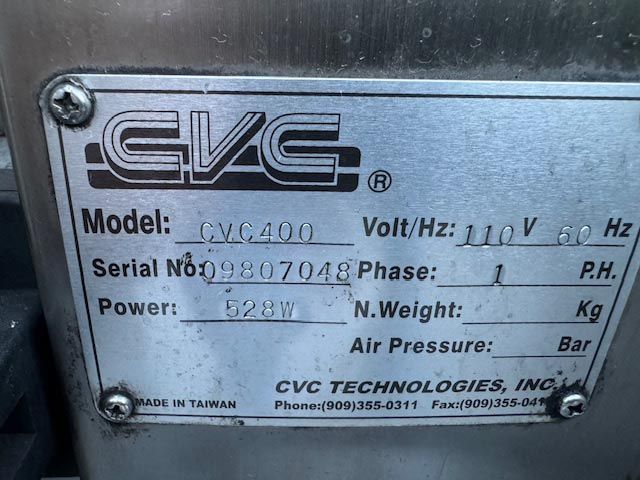 CVC ®
Model: CVC400 Volt/Hz: 110 V 60 Hz
Serial No: 09807048 Phase: 1 P.H.
Power: 528W N.Weight: Kg
Air Pressure: Bar
CVC TECHNOLOGIES, INC
MADE IN TAIWAN Phone:(909)355-0311 Fax:(909)355-041